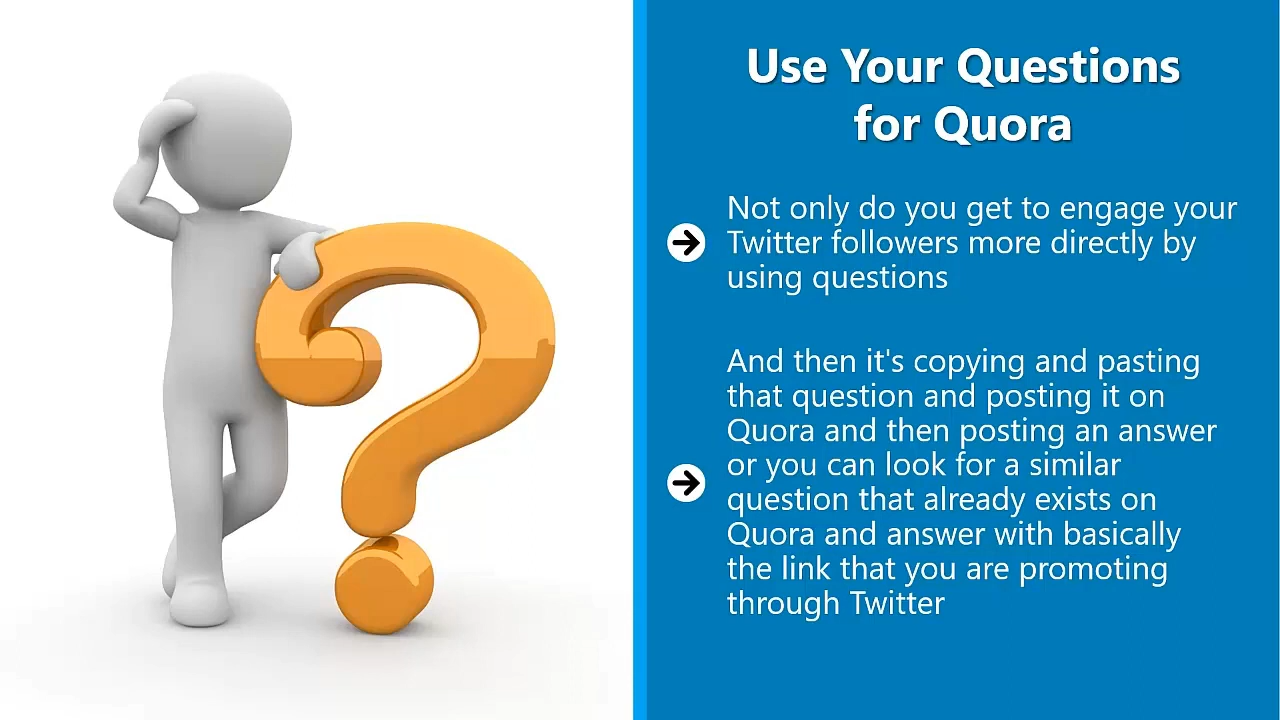 Use Your Questions
for Quora
Not only do you get to engage your
Twitter followers more directly by
using questions
And then it's copying and pasting
that question and posting it on
Quora and then posting an answer
or you can look for a similar
question that already exists on
Quora and answer with basically
the link that you are promoting
through Twitter